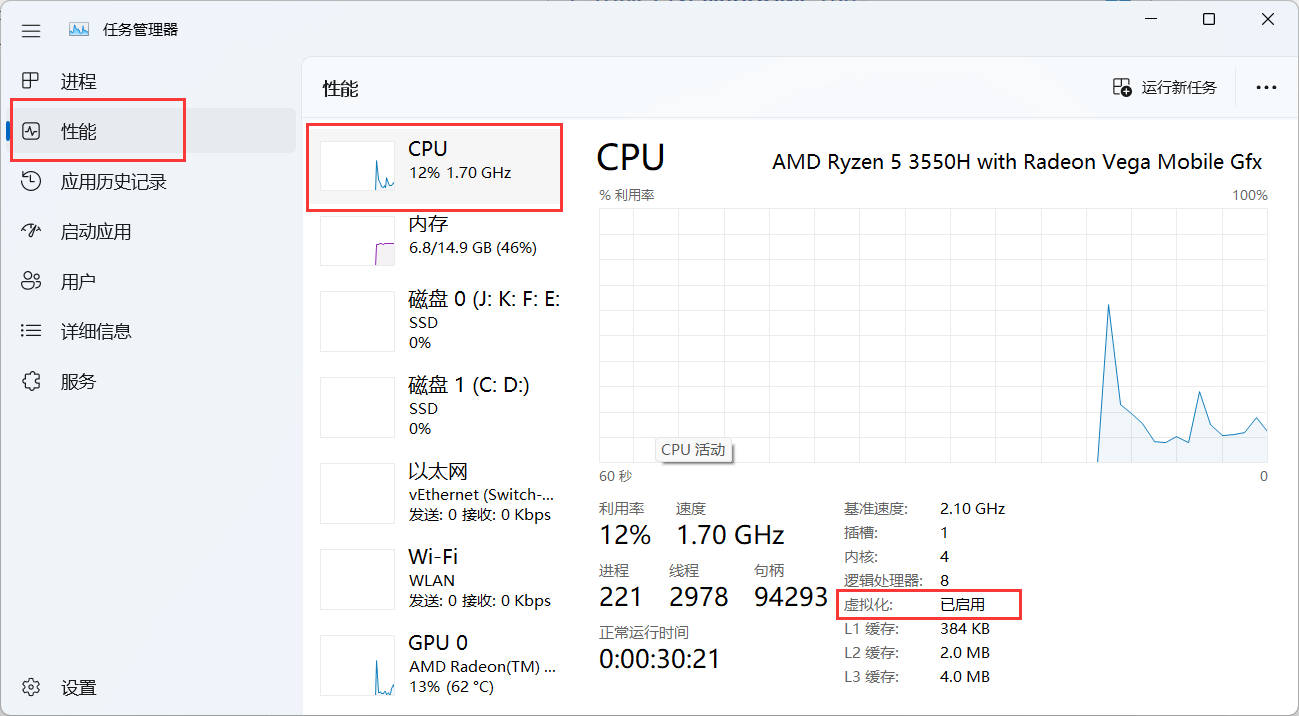 任务管理器
进程
性能
应用历史记录
启动应用
用户
详细信息
服务
设置
性能
运行新任务
CPU
12% 1.70 GHz
内存
6.8/14.9 GB (46%)
磁盘 0 (J: K: F: E:
SSD
0%
磁盘 1 (C: D:)
SSD
0%
以太网
vEthernet (Switch-...
发送: 0 接收: 0 Kbps
Wi-Fi
WLAN
发送: 0 接收: 0 Kbps
GPU 0
AMD Radeon(TM) ...
13% (62 °C)
CPU
AMD Ryzen 5 3550H with Radeon Vega Mobile Gfx
% 利用率
100%
CPU 活动
60 秒
0
利用率
速度
12%
1.70 GHz
进程
线程
句柄
221
2978
94293
正常运行时间
0:00:30:21
基准速度: 2.10 GHz
插槽: 1
内核: 4
逻辑处理器: 8
虚拟化: 已启用
L1 缓存: 384 KB
L2 缓存: 2.0 MB
L3 缓存: 4.0 MB